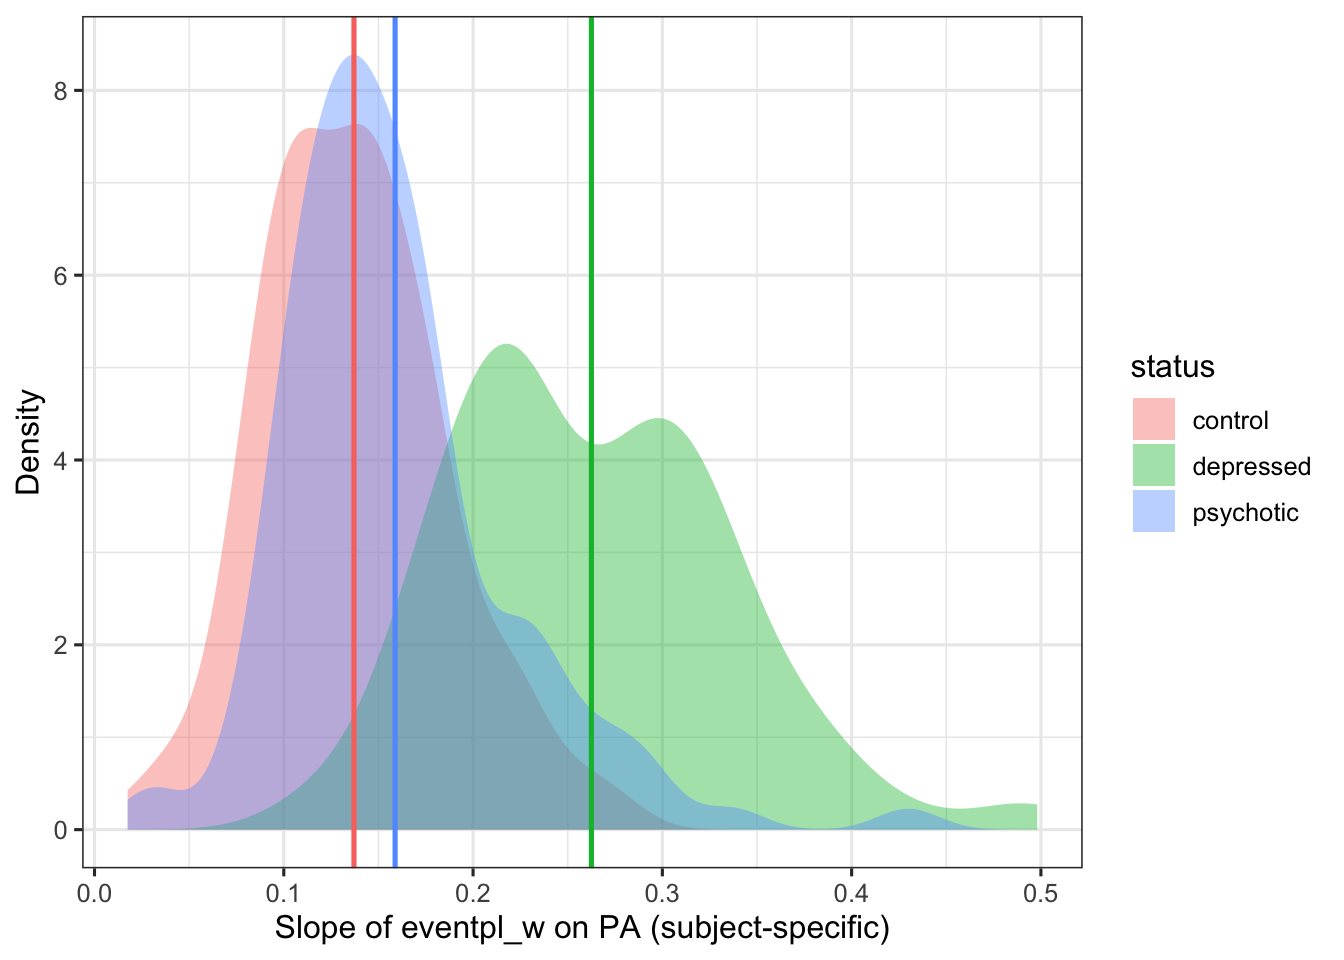 8
6
4
2
0
Density
0.0 0.1 0.2 0.3 0.4 0.5
Slope of eventpl_w on PA (subject-specific)
status
control
depressed
psychotic